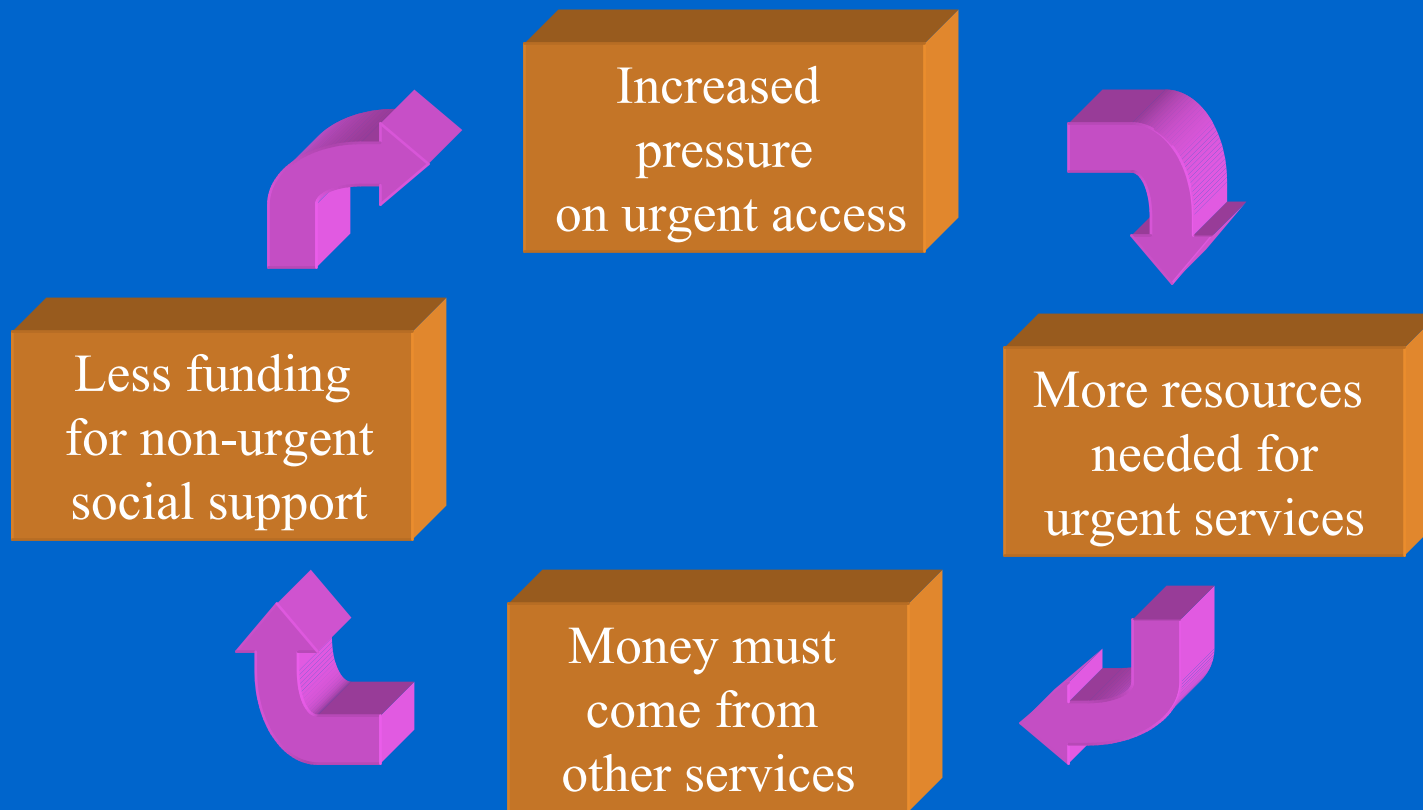 Increased
pressure
on urgent access
More resources
needed for
urgent services
Money must
come from
other services
Less funding
for non-urgent
social support